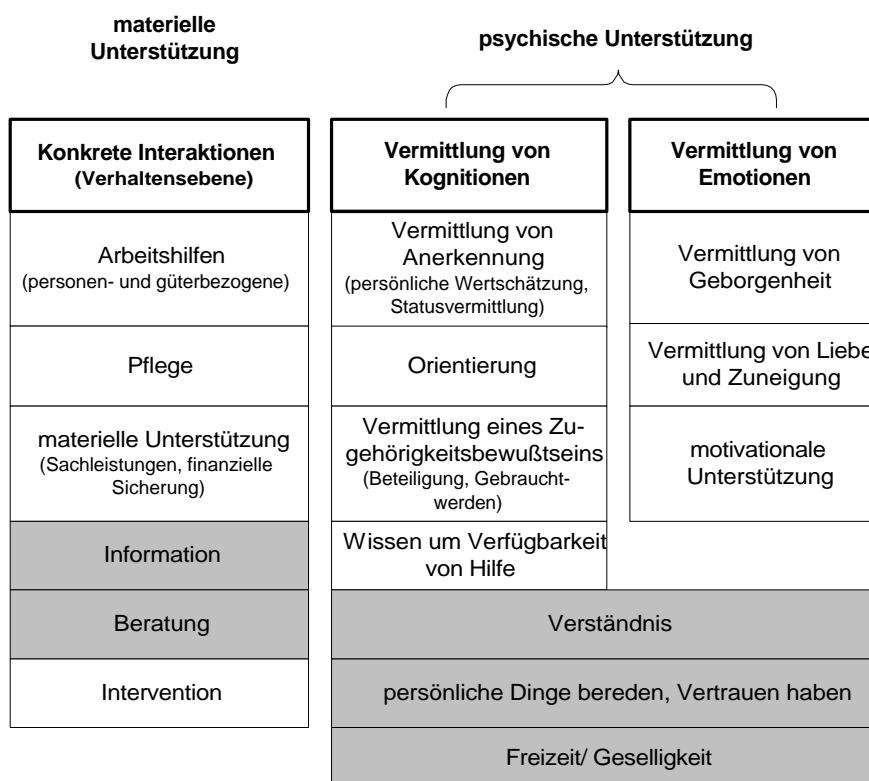 materielle
Unterstützung
psychische Unterstützung
Konkrete Interaktionen
(Verhaltensebene)
Vermittlung von
Kognitionen
Vermittlung von
Emotionen
Arbeitshilfen
(personen- und güterbezogene)
Vermittlung von
Anerkennung
(persönliche Wertschätzung,
Statusvermittlung)
Vermittlung von
Geborgenheit
Pflege
Orientierung
Vermittlung von Liebe
und Zuneigung
materielle Unterstützung
(Sachleistungen, finanzielle
Sicherung)
Vermittlung eines Zu-
gehörigkeitsbewußtseins
(Beteiligung, Gebraucht-
werden)
motivationale
Unterstützung
Information
Wissen um Verfügbarkeit
von Hilfe
Beratung
Verständnis
Intervention
persönliche Dinge bereden, Vertrauen haben
Freizeit/ Geselligkeit